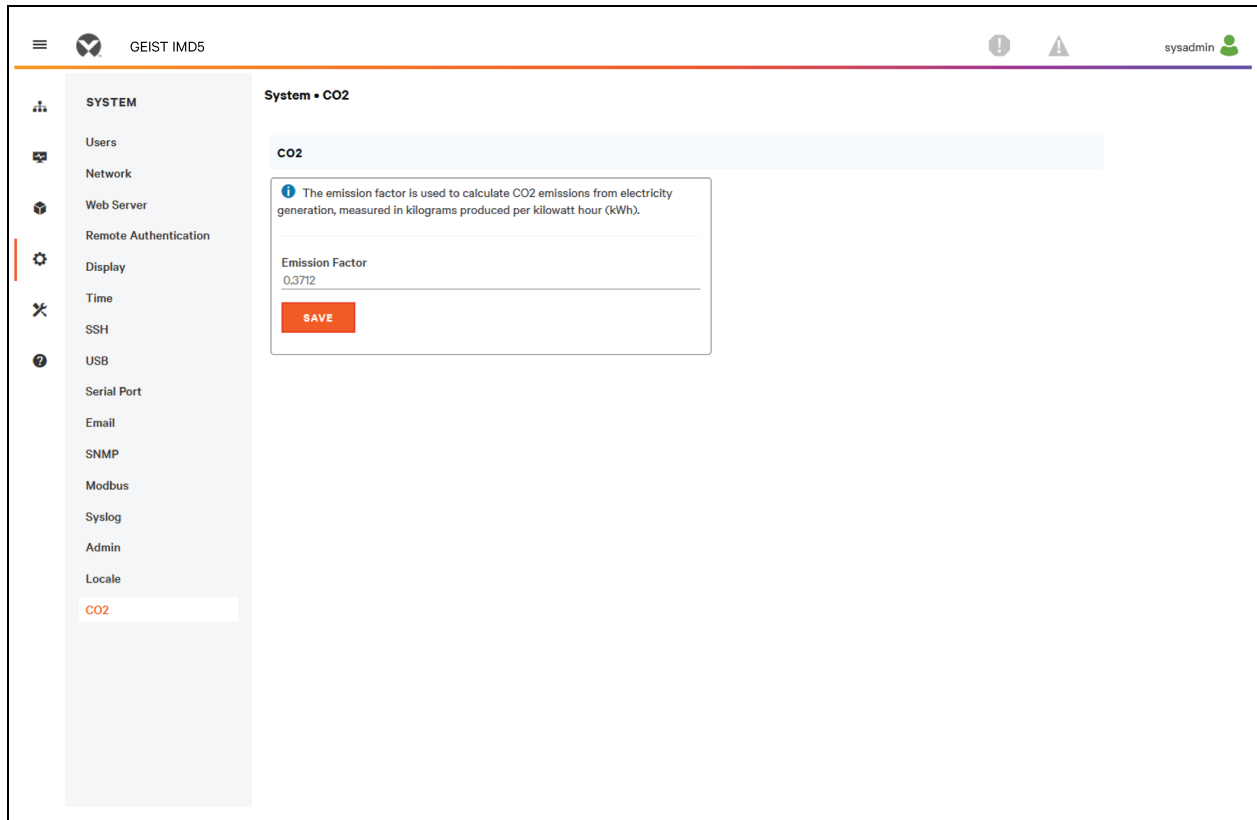 GEIST IMD5
sysadmin
SYSTEM
Users
Network
Web Server
Remote Authentication
Display
Time
SSH
USB
Serial Port
Email
SNMP
Modbus
Syslog
Admin
Locale
CO2
System • CO2
CO2
The emission factor is used to calculate CO2 emissions from electricity
generation, measured in kilograms produced per kilowatt hour (kWh).
Emission Factor
0.3712
SAVE